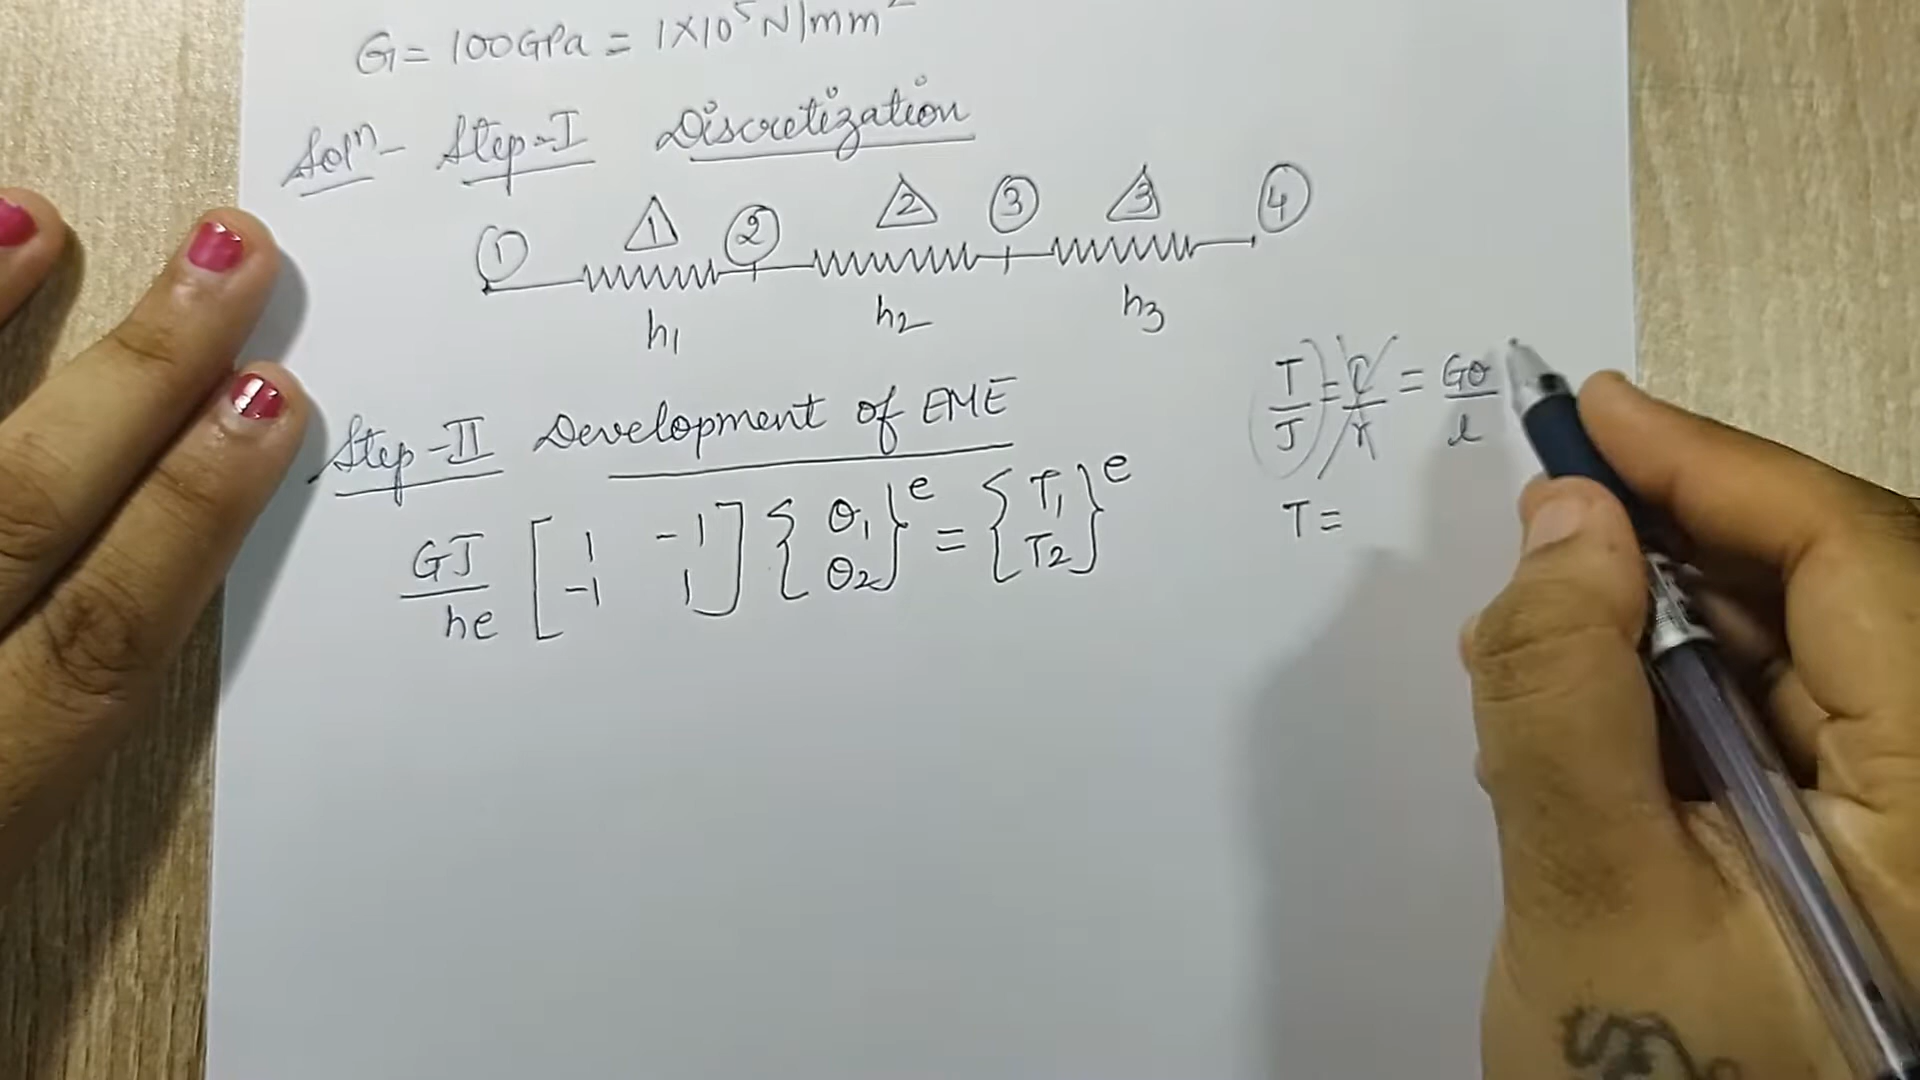 G = 100GPa = 1×10⁵ N/mm²
Solⁿ- Step-I Discretization
① △1 ② △2 ③ △3 ④
h₁ h₂ h₃
T/J = τ/r = Gθ/l
Step-II Development of EME
T =
GJ/he [1 -1; -1 1] {θ₁; θ₂}ᵉ = {T₁; T₂}ᵉ